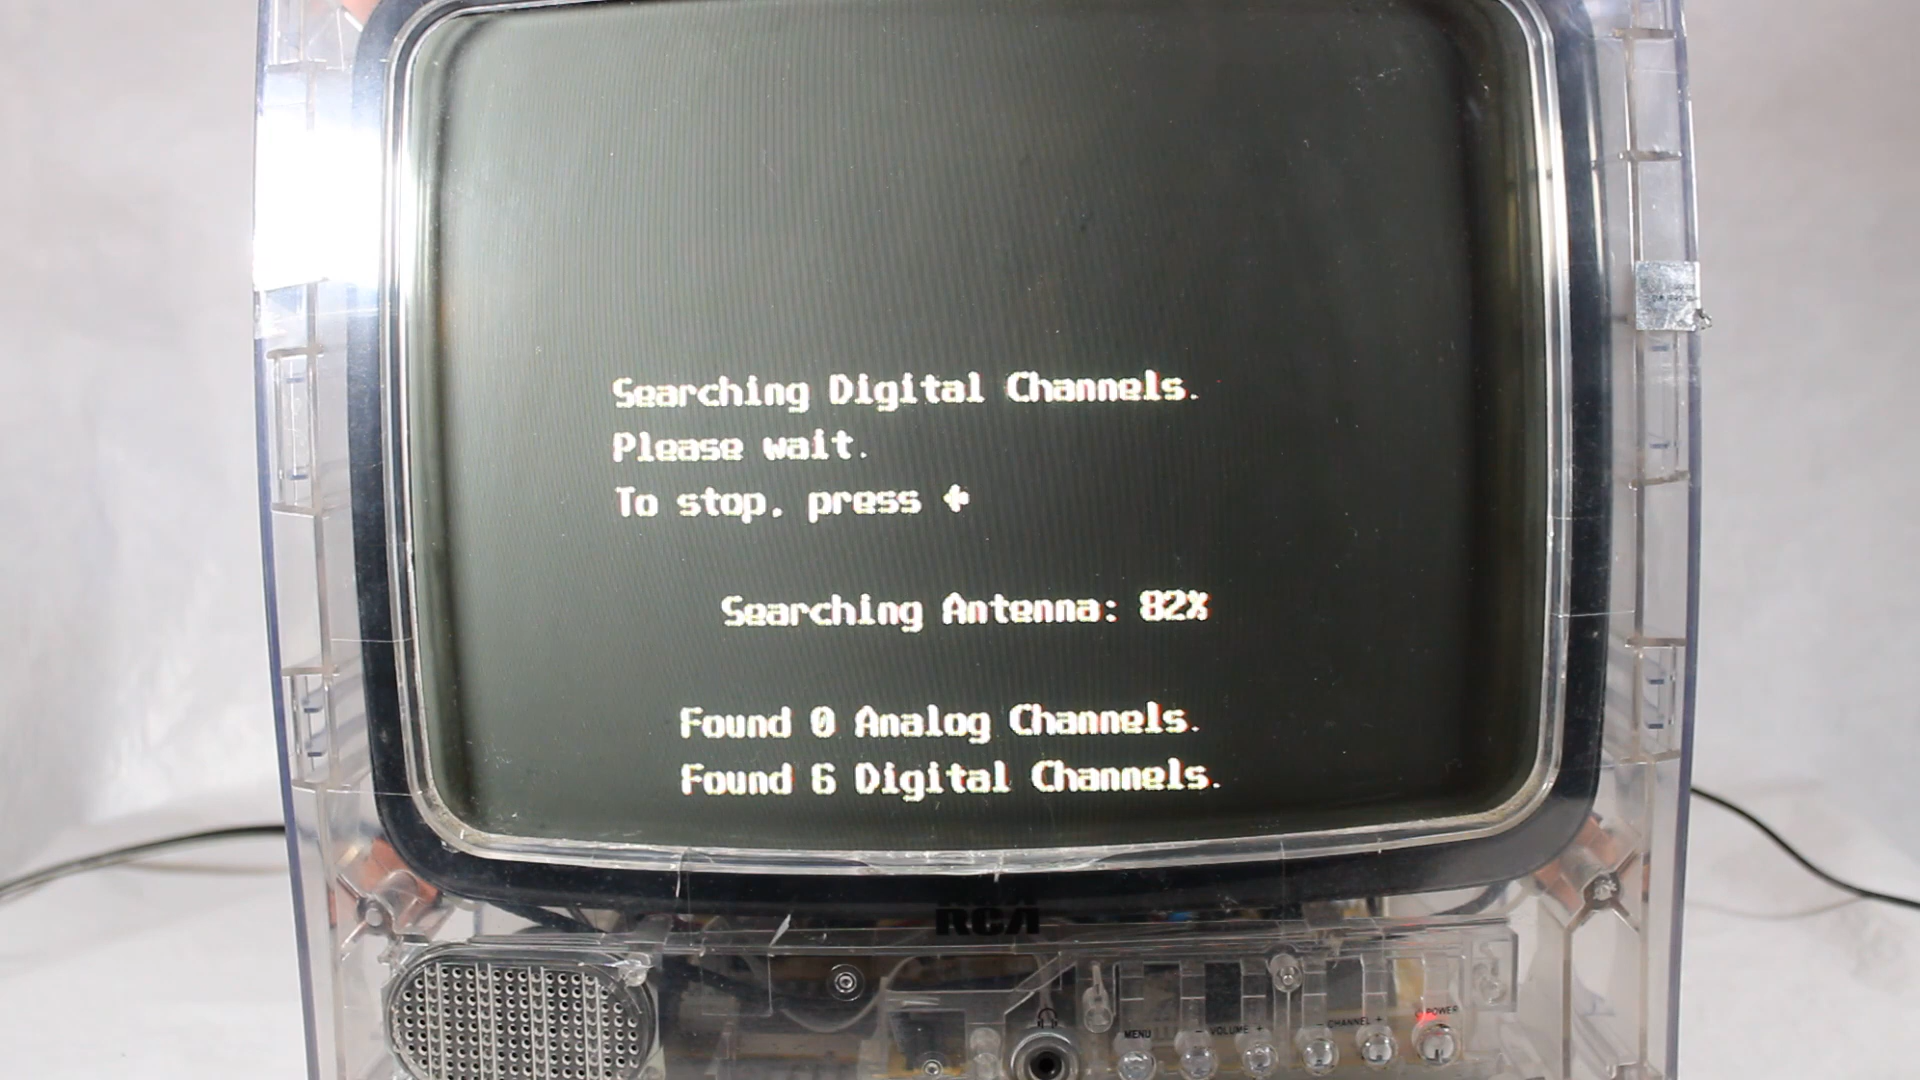 Searching Digital Channels.
Please wait.
To stop, press ←
Searching Antenna: 82%
Found 0 Analog Channels.
Found 6 Digital Channels.
RCA
MENU
- VOLUME +
- CHANNEL +
POWER